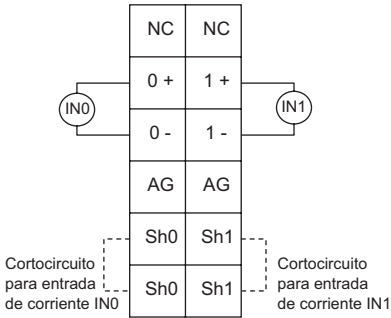 NC NC
0 + 1 +
IN0
IN1
0 - 1 -
AG AG
Sh0 Sh1
Sh0 Sh1
Cortocircuito
para entrada
de corriente IN0
Cortocircuito
para entrada
de corriente IN1